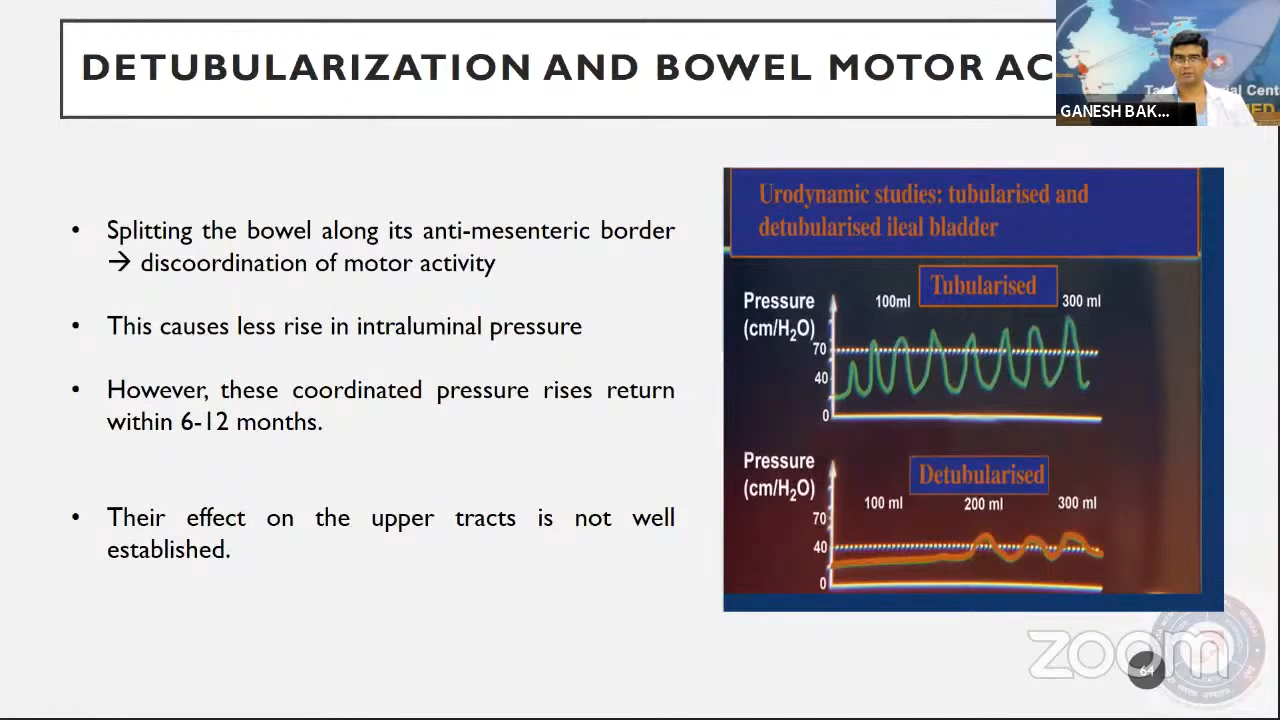 DETUBULARIZATION AND BOWEL MOTOR AC
GANESH BAK...
• Splitting the bowel along its anti-mesenteric border
→ discoordination of motor activity
• This causes less rise in intraluminal pressure
• However, these coordinated pressure rises return
within 6-12 months.
• Their effect on the upper tracts is not well
established.
Urodynamic studies: tubularised and
detubularised ileal bladder
Tubularised
Pressure
(cm/H₂O)
100ml
300 ml
70
40
0
Detubularised
Pressure
(cm/H₂O)
100 ml
200 ml
300 ml
70
40
0
zoom
64